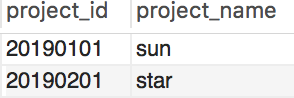 project_id project_name
20190101 sun
20190201 star